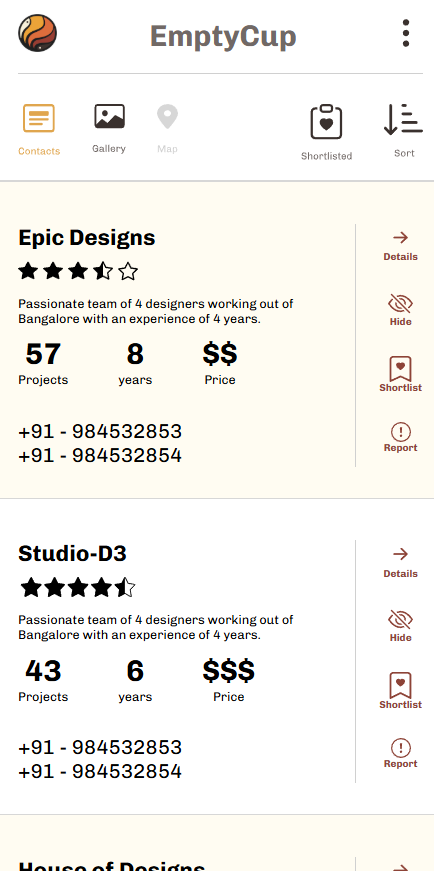 EmptyCup
Contacts
Gallery
Map
Shortlisted
Sort
Epic Designs
Passionate team of 4 designers working out of
Bangalore with an experience of 4 years.
57 8 $$
Projects years Price
+91 - 984532853
+91 - 984532854
Details
Hide
Shortlist
Report
Studio-D3
Passionate team of 4 designers working out of
Bangalore with an experience of 4 years.
43 6 $$$
Projects years Price
+91 - 984532853
+91 - 984532854
Details
Hide
Shortlist
Report
House of Designs